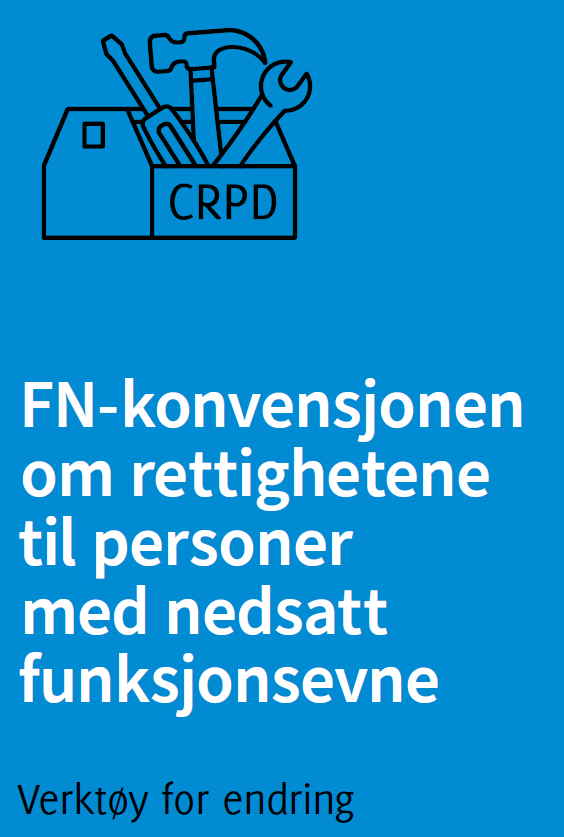 CRPD
FN-konvensjonen
om rettighetene
til personer
med nedsatt
funksjonsevne
Verktøy for endring